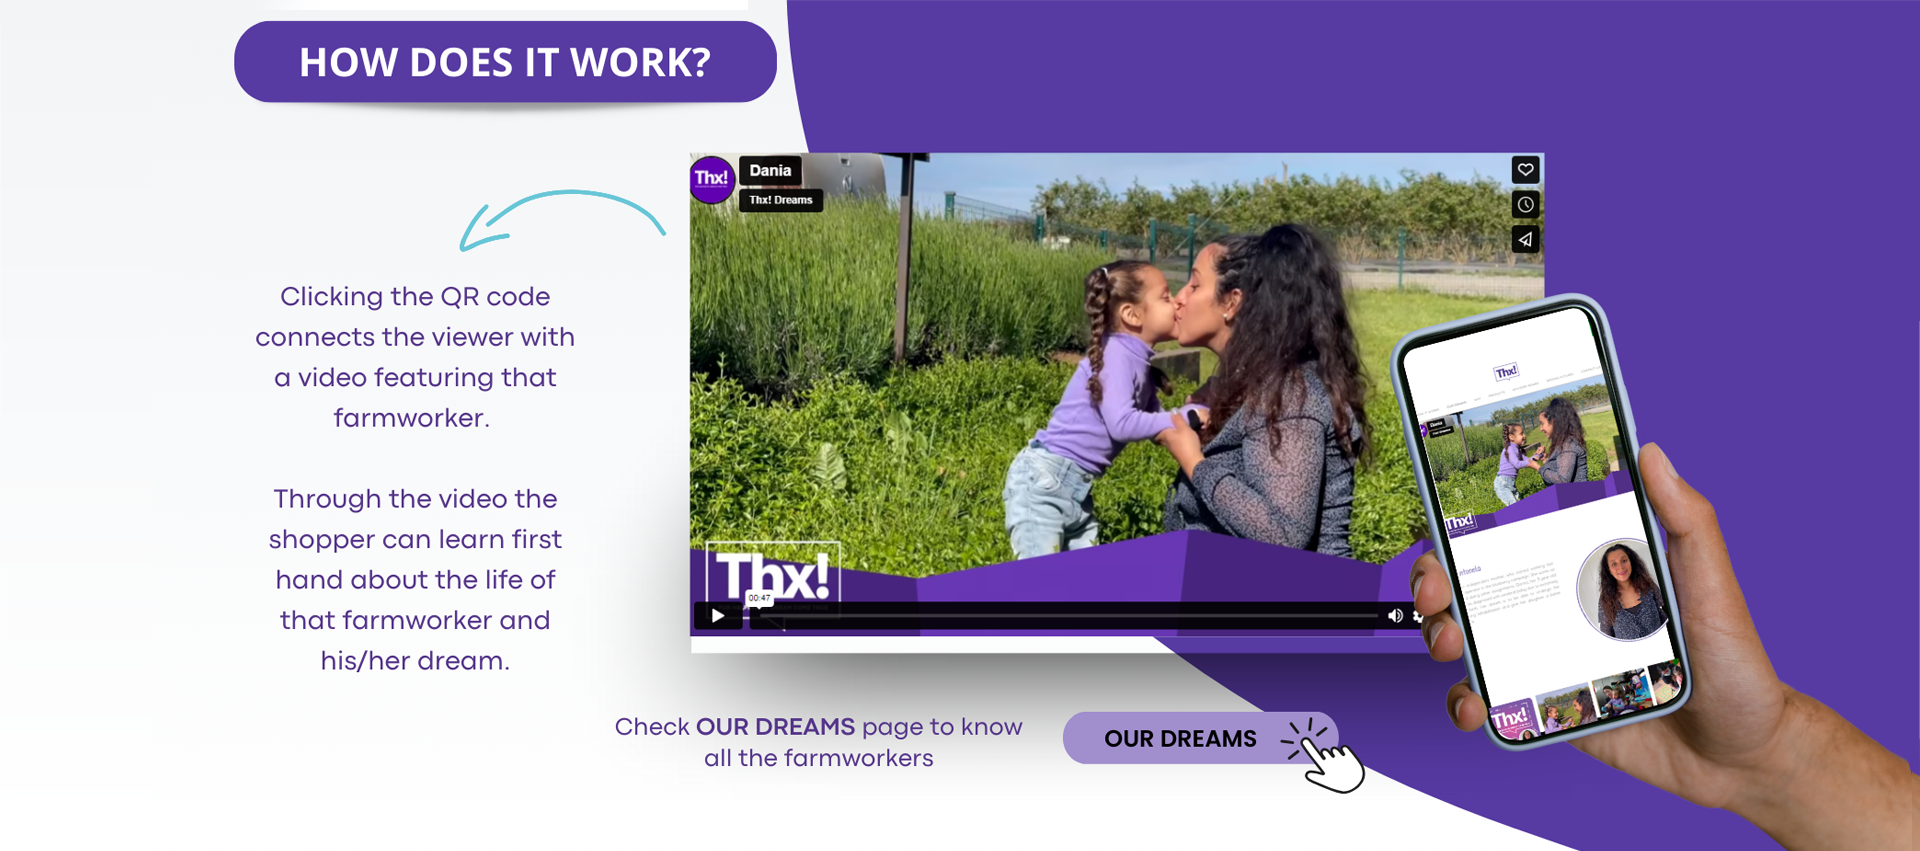 HOW DOES IT WORK?
Thx!
Dania
Thx! Dreams
Clicking the QR code
connects the viewer with
a video featuring that
farmworker.
Through the video the
shopper can learn first
hand about the life of
that farmworker and
his/her dream.
Thx!
00:47
Thx!
Dania
Thx!
Thx!
Check OUR DREAMS page to know
all the farmworkers
OUR DREAMS